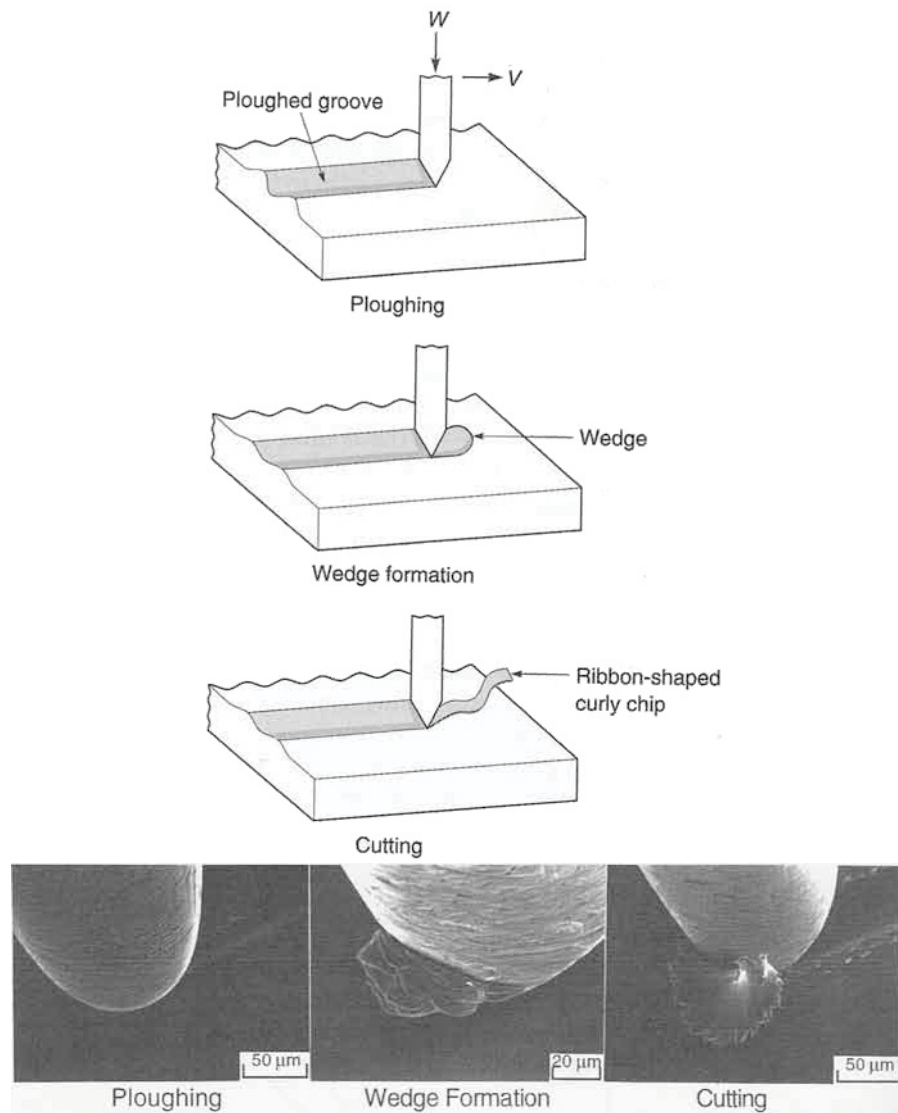 W
V
Ploughed groove
Ploughing
Wedge
Wedge formation
Ribbon-shaped
curly chip
Cutting
50 μm
20 μm
50 μm
Ploughing
Wedge Formation
Cutting